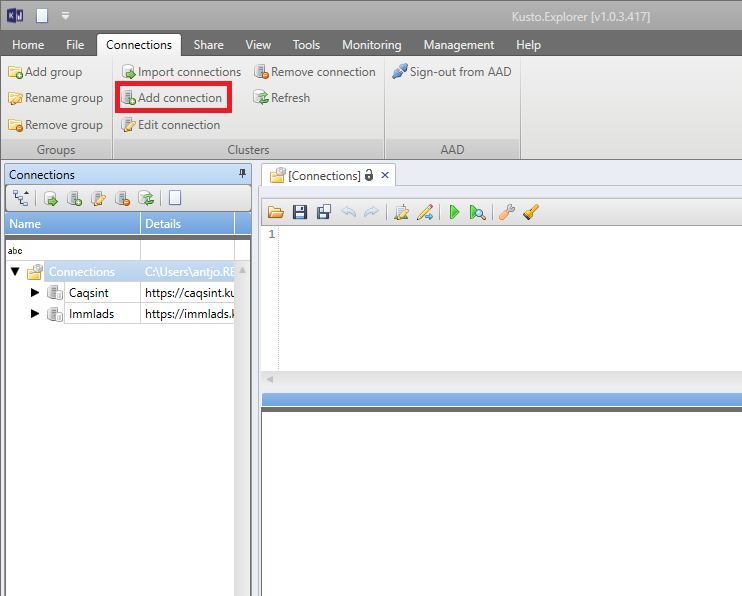 Kusto.Explorer [v1.0.3.417]
Home File Connections Share View Tools Monitoring Management Help
Add group Import connections Remove connection Sign-out from AAD
Rename group Add connection Refresh
Remove group Edit connection
Groups Clusters AAD
Connections
[Connections]
Name Details
1
abc
Connections C:\Users\antjo.RE
Caqsint https://caqsint.ku
Immlads https://immlads.k